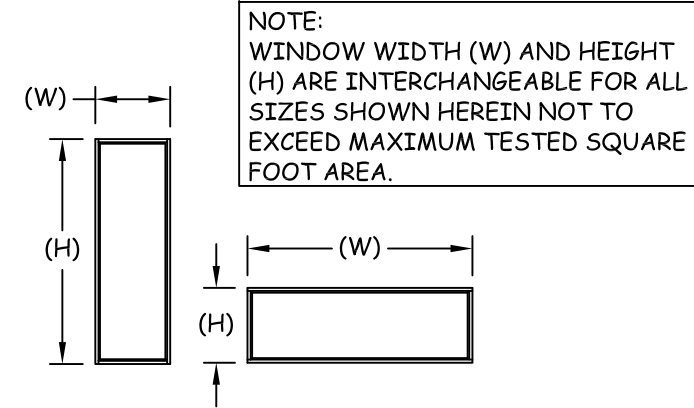 NOTE:
WINDOW WIDTH (W) AND HEIGHT
(H) ARE INTERCHANGEABLE FOR ALL
SIZES SHOWN HEREIN NOT TO
EXCEED MAXIMUM TESTED SQUARE
FOOT AREA.
(W)
(H)
(W)
(H)